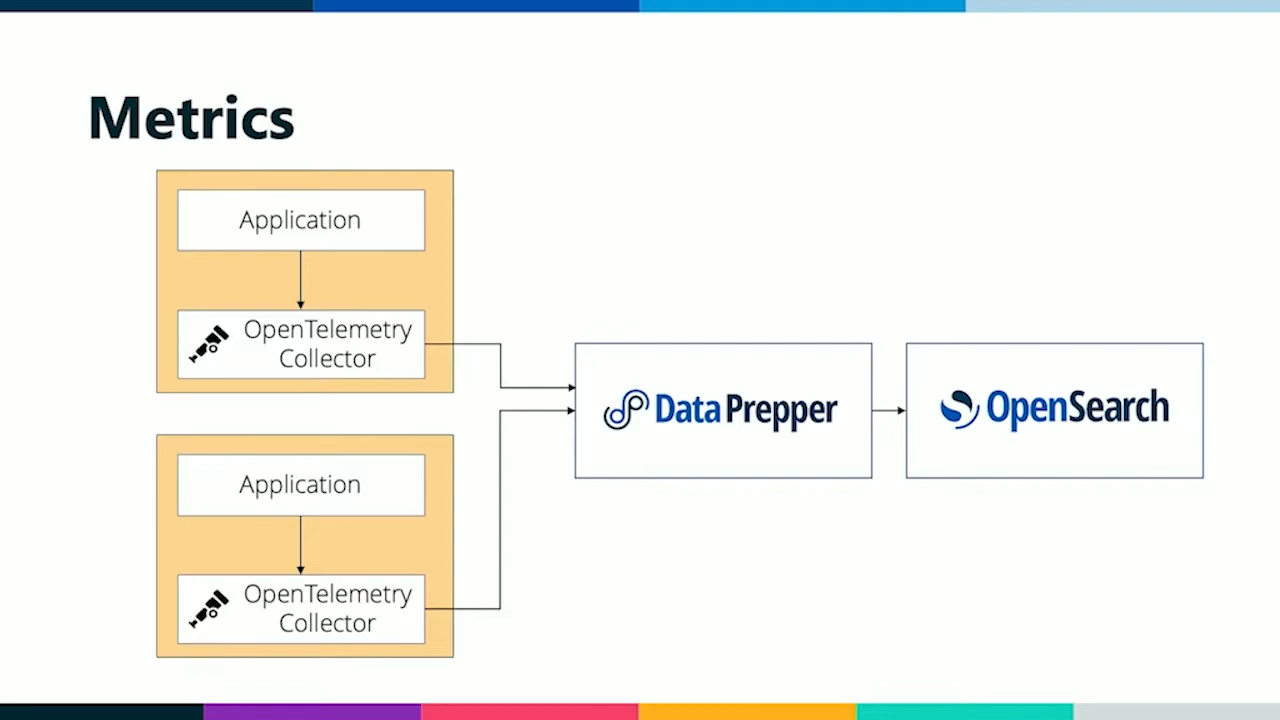 Metrics
Application
OpenTelemetry
Collector
Data Prepper
OpenSearch
Application
OpenTelemetry
Collector